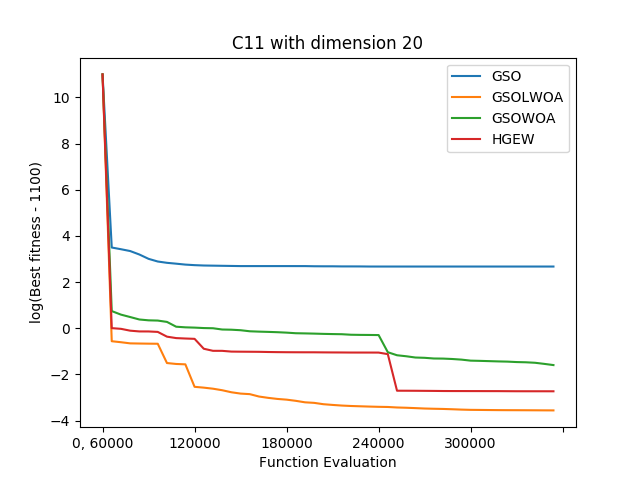 C11 with dimension 20
GSO
GSOLWOA
GSOWOA
HGEW
log(Best fitness - 1100)
10
8
6
4
2
0
−2
−4
0, 60000 120000 180000 240000 300000
Function Evaluation